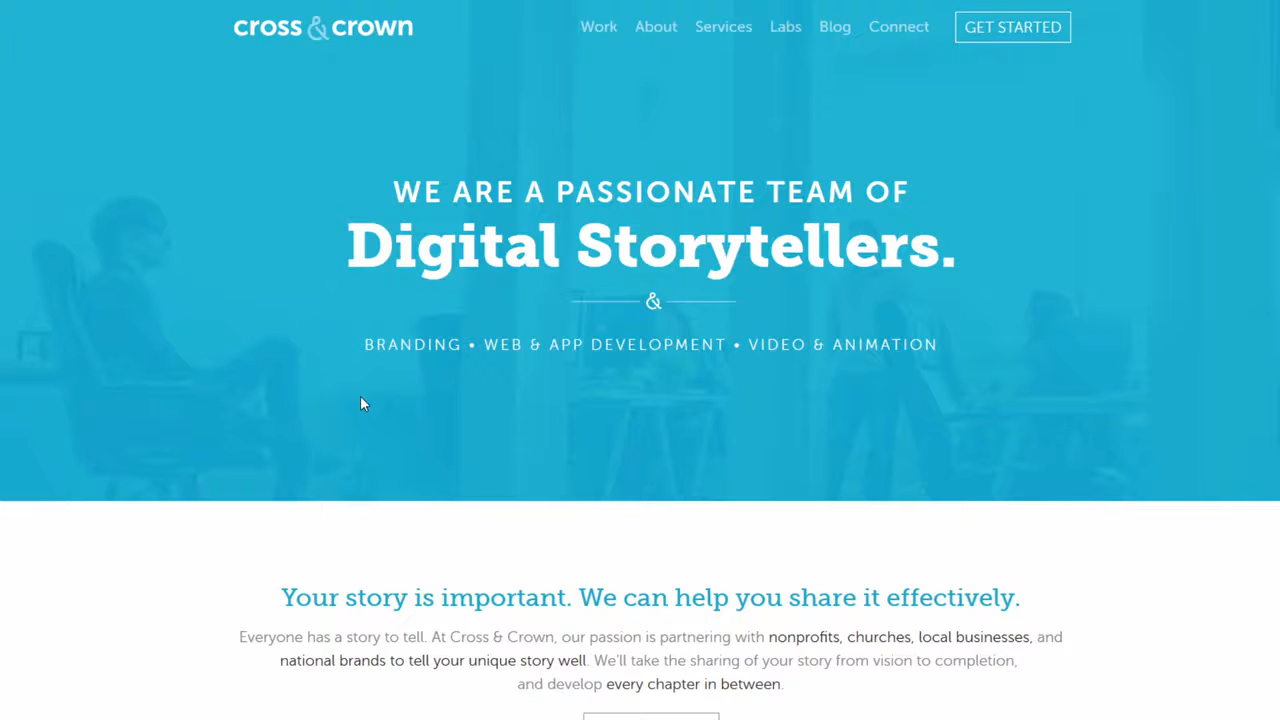 cross & crown
Work About Services Labs Blog Connect GET STARTED
WE ARE A PASSIONATE TEAM OF
Digital Storytellers.
&
BRANDING • WEB & APP DEVELOPMENT • VIDEO & ANIMATION
Your story is important. We can help you share it effectively.
Everyone has a story to tell. At Cross & Crown, our passion is partnering with nonprofits, churches, local businesses, and
national brands to tell your unique story well. We'll take the sharing of your story from vision to completion,
and develop every chapter in between.